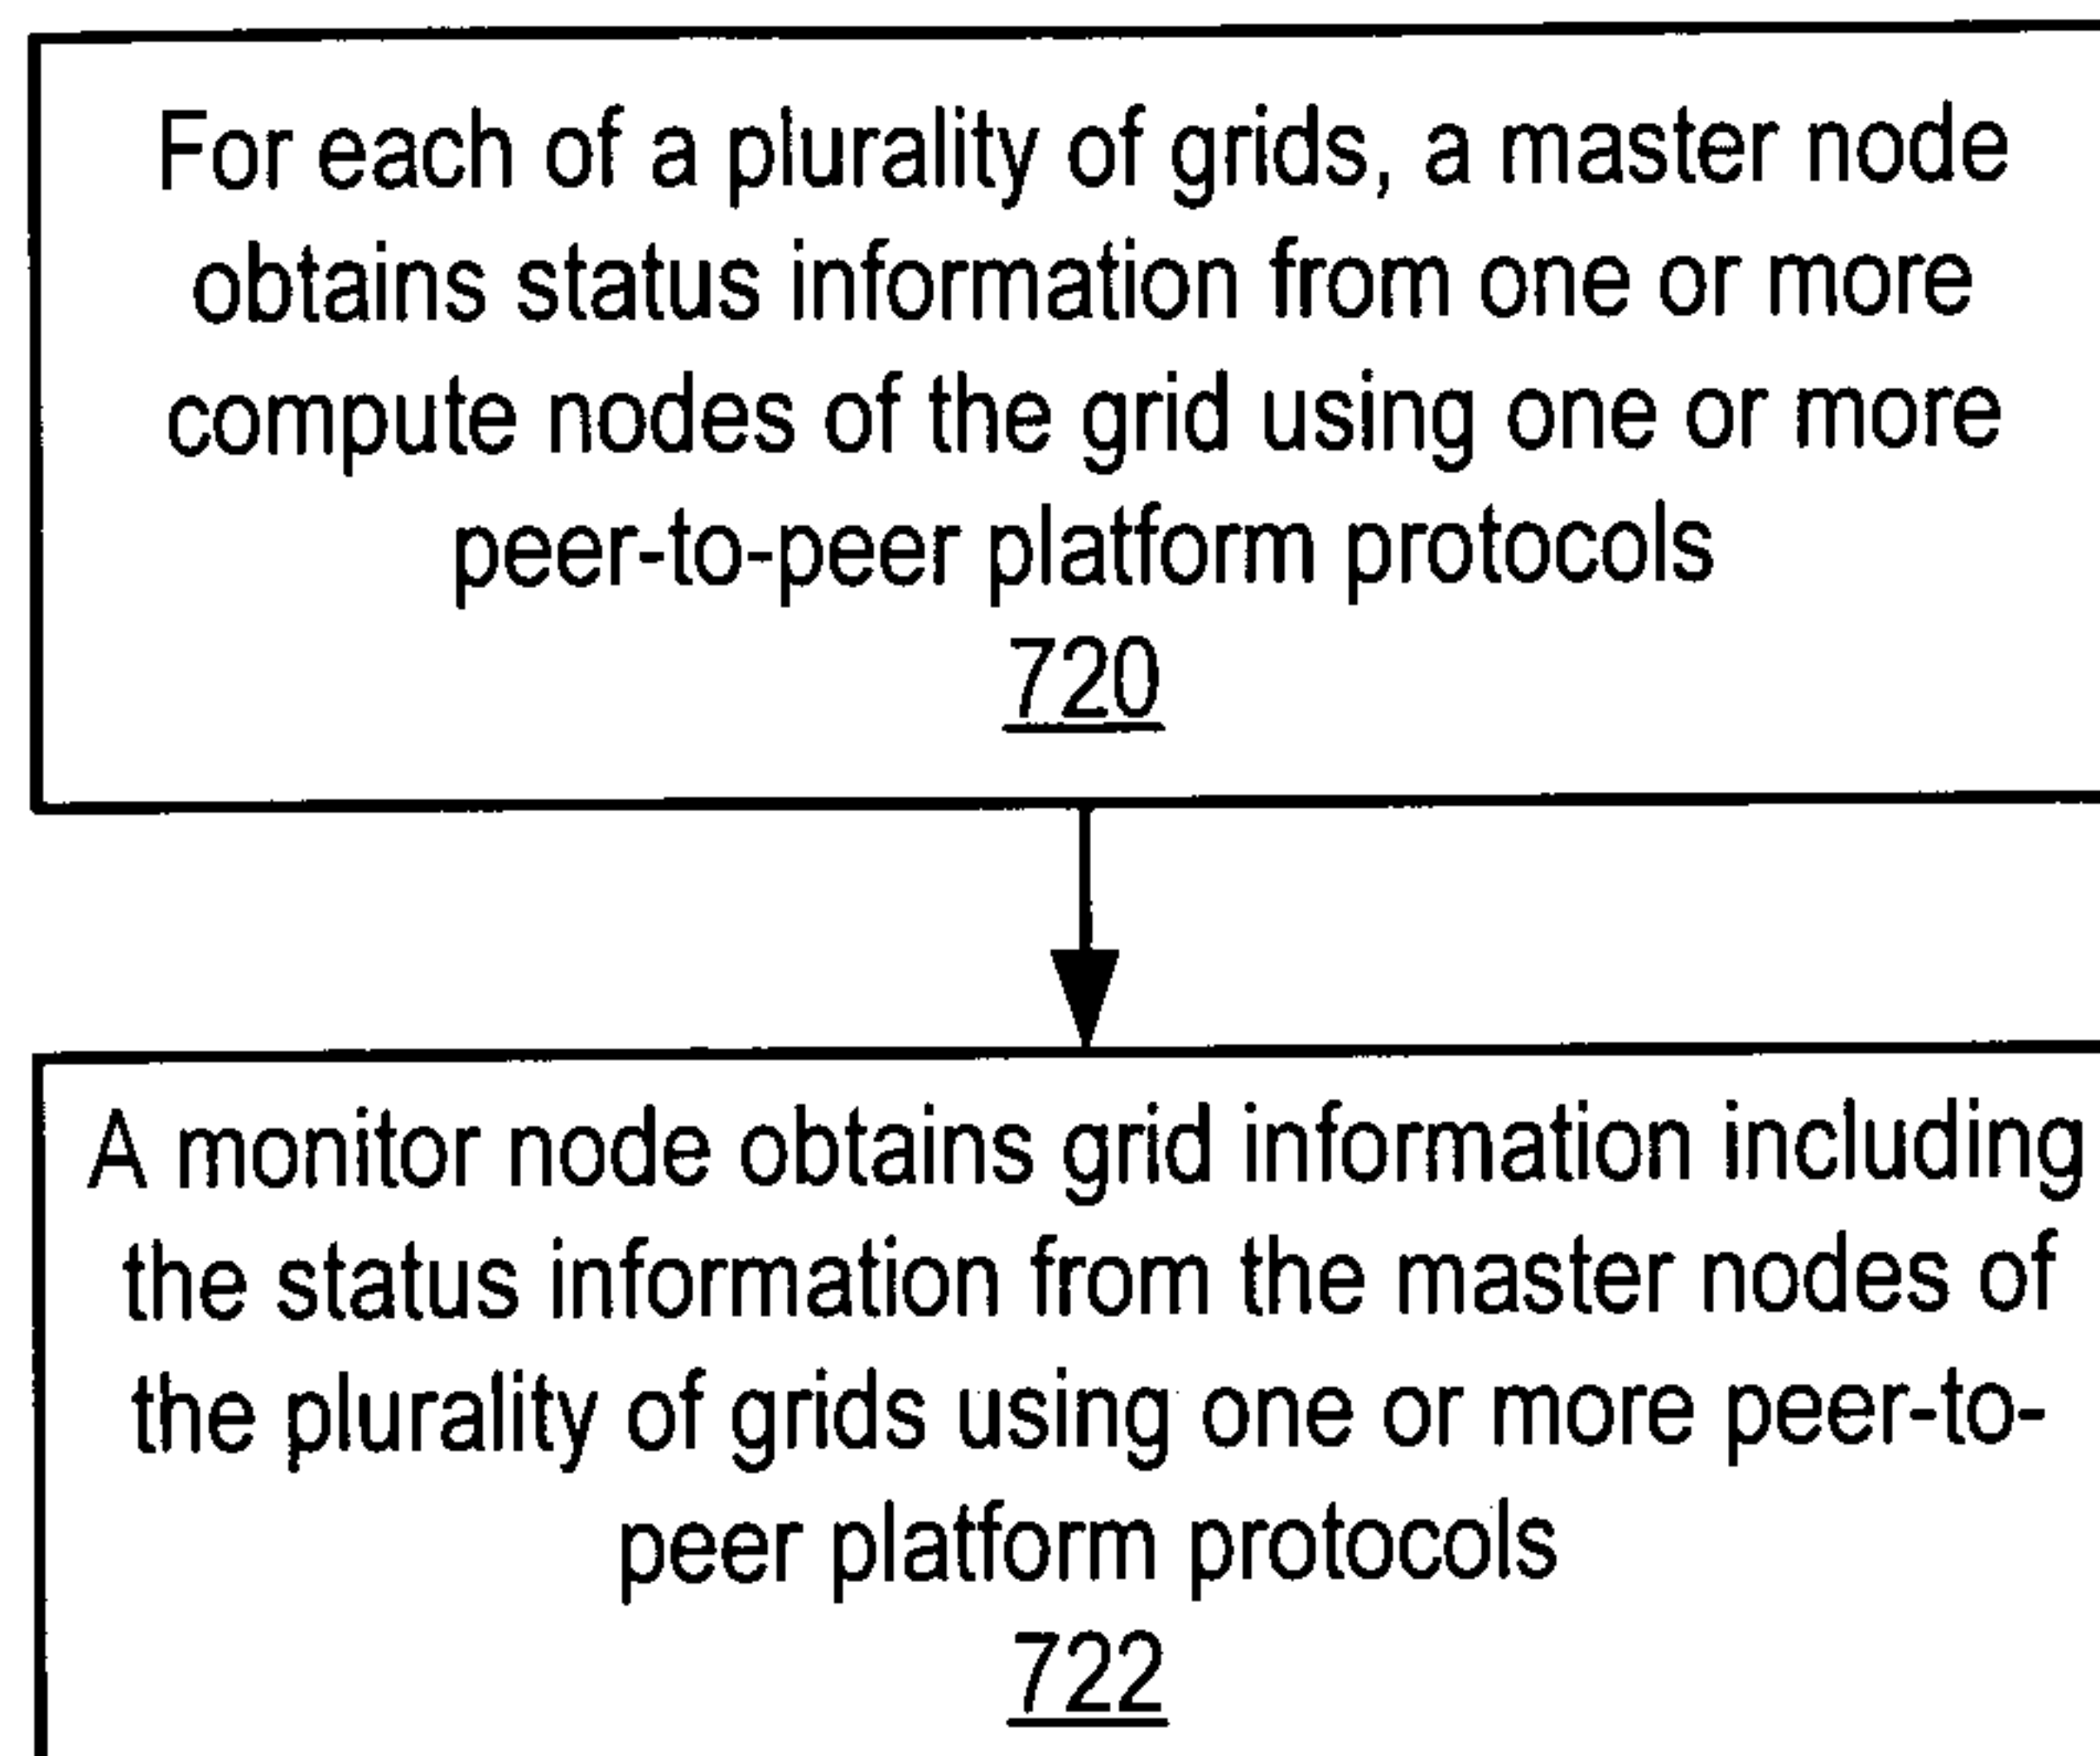 For each of a plurality of grids, a master node
obtains status information from one or more
compute nodes of the grid using one or more
peer-to-peer platform protocols
720
A monitor node obtains grid information including
the status information from the master nodes of
the plurality of grids using one or more peer-to-
peer platform protocols
722